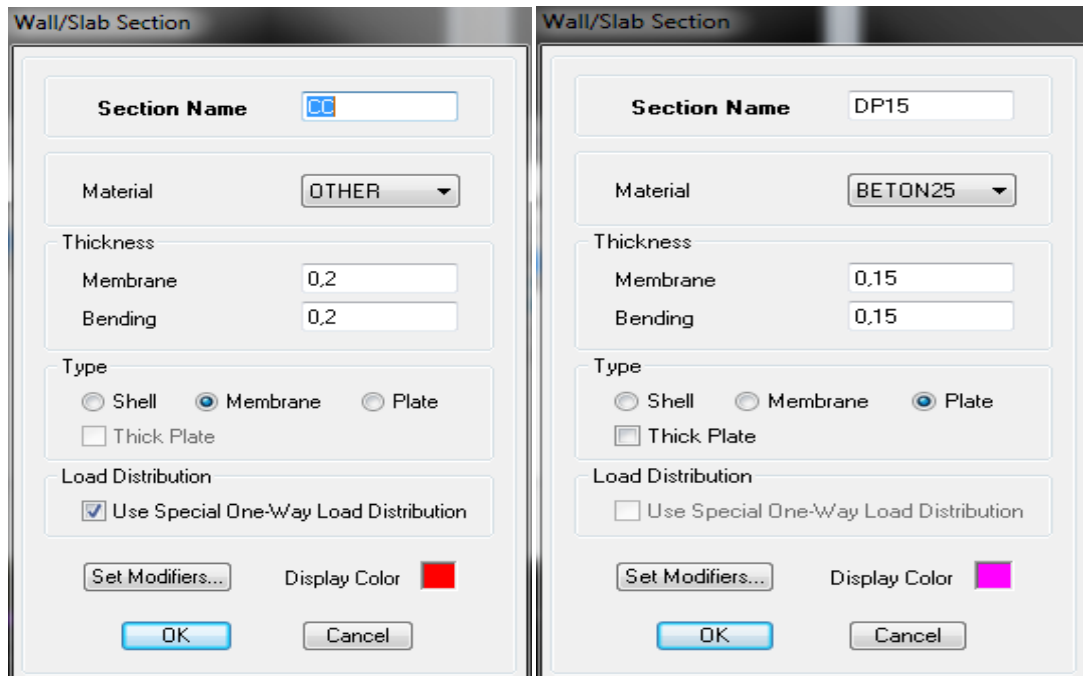 Wall/Slab Section
Section Name CC
Material OTHER
Thickness
Membrane 0,2
Bending 0,2
Type
Shell Membrane Plate
Thick Plate
Load Distribution
Use Special One-Way Load Distribution
Set Modifiers... Display Color
OK Cancel
Wall/Slab Section
Section Name DP15
Material BETON25
Thickness
Membrane 0,15
Bending 0,15
Type
Shell Membrane Plate
Thick Plate
Load Distribution
Use Special One-Way Load Distribution
Set Modifiers... Display Color
OK Cancel